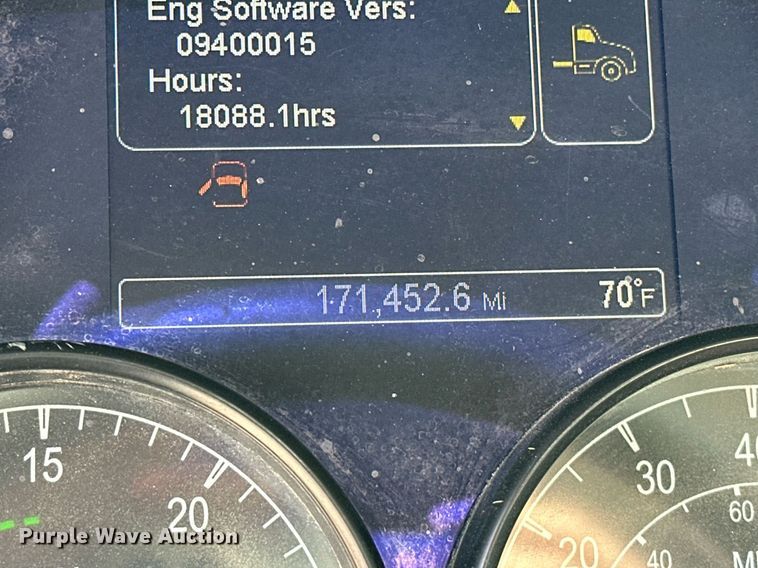 Eng Software Vers:
09400015
Hours:
18088.1hrs
171,452.6 Mi
70°F
15
20
20
30
40
60
Purple Wave Auction